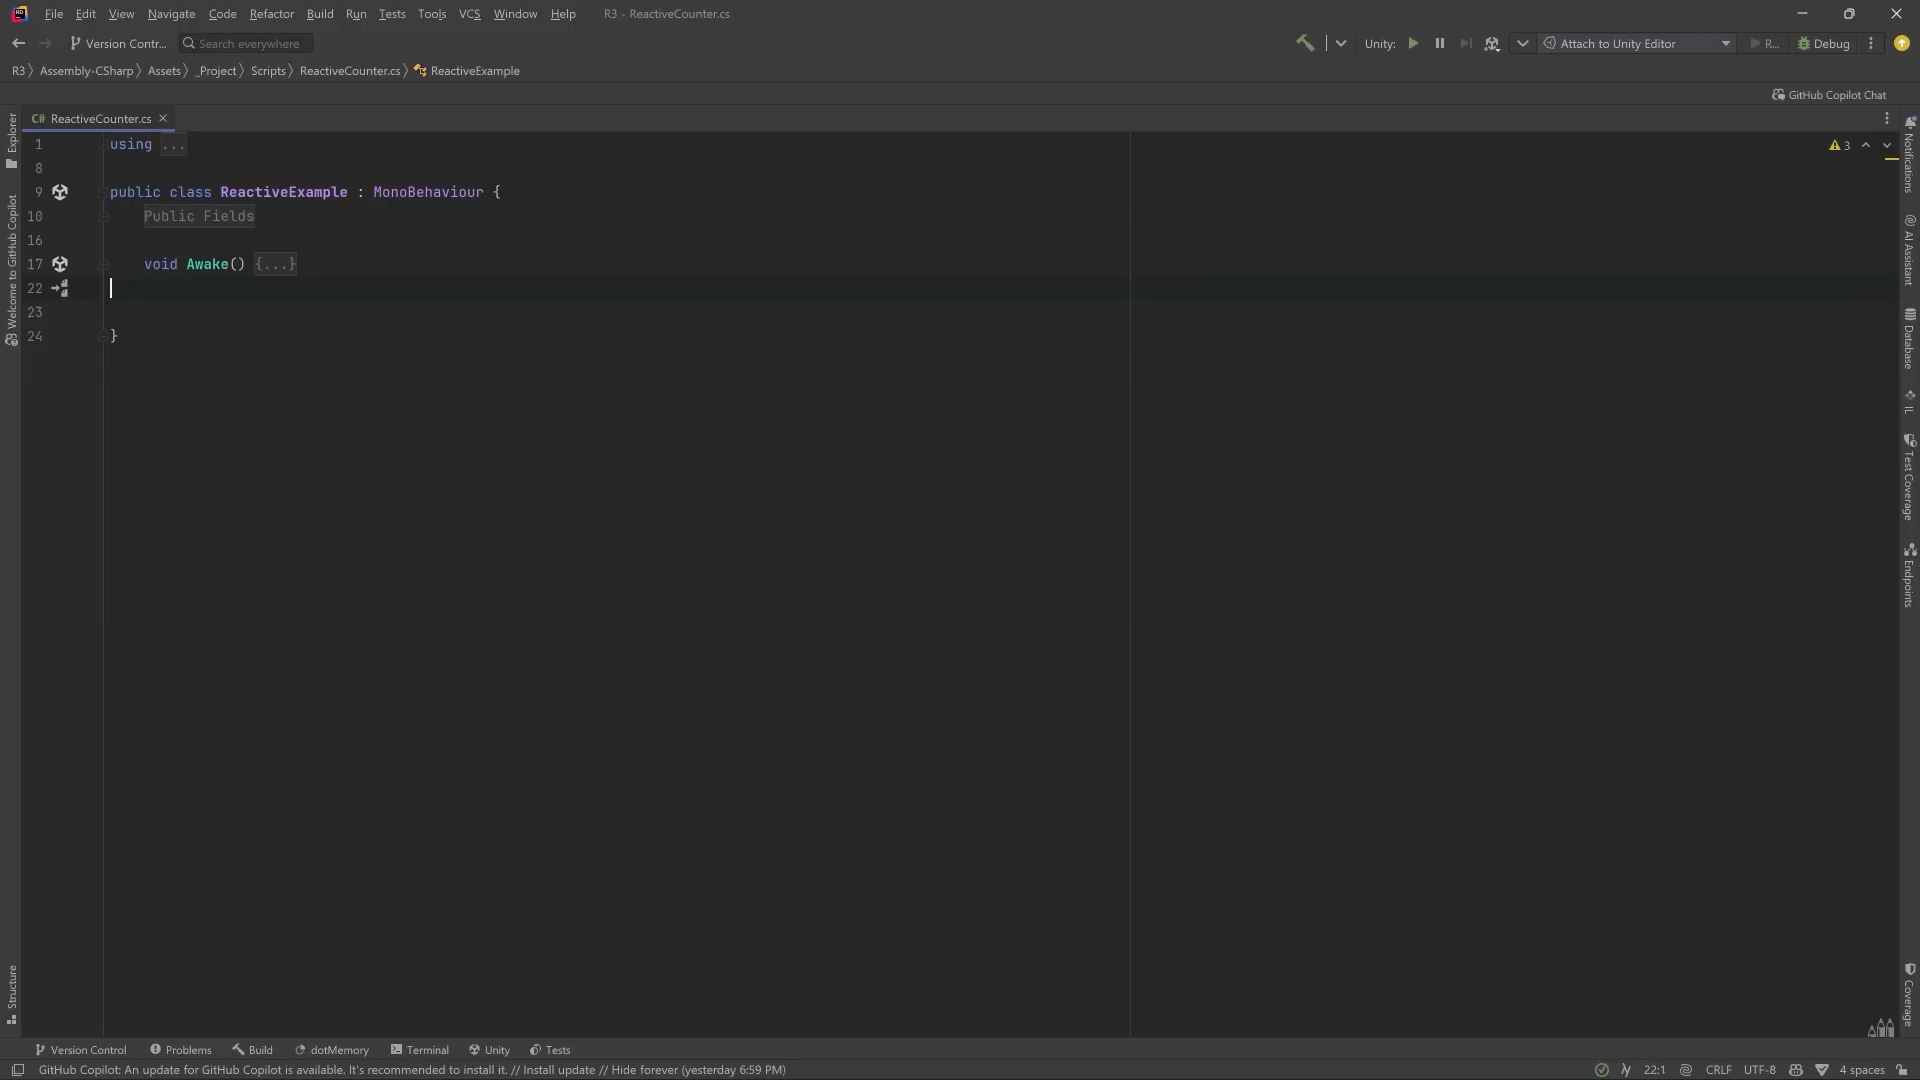 File Edit View Navigate Code Refactor Build Run Tests Tools VCS Window Help R3 - ReactiveCounter.cs
Version Contr... Search everywhere Unity: Attach to Unity Editor R... Debug
R3 Assembly-CSharp Assets _Project Scripts ReactiveCounter.cs ReactiveExample
GitHub Copilot Chat
C# ReactiveCounter.cs
1 using ...
3
8
9 public class ReactiveExample : MonoBehaviour {
10 Public Fields
16
17 void Awake() {...}
22
23
24 }
Explorer
Welcome to GitHub Copilot
Structure
Notifications
AI Assistant
Database
IL
Test Coverage
Endpoints
Coverage
Version Control Problems Build dotMemory Terminal Unity Tests
GitHub Copilot: An update for GitHub Copilot is available. It's recommended to install it. // Install update // Hide forever (yesterday 6:59 PM) 22:1 CRLF UTF-8 4 spaces